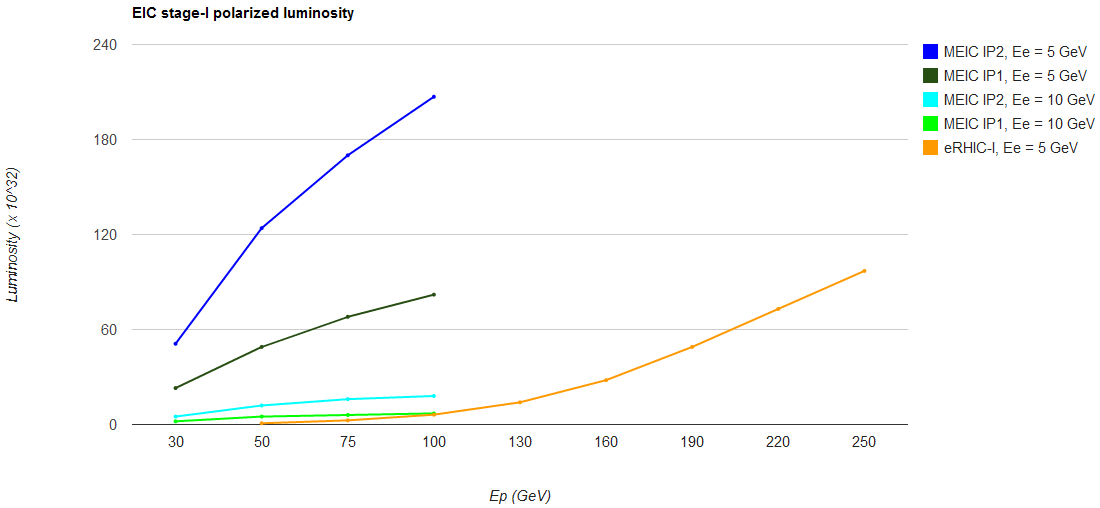 EIC stage-I polarized luminosity
240
180
120
60
0
Luminosity (x 10^32)
30 50 75 100 130 160 190 220 250
Ep (GeV)
MEIC IP2, Ee = 5 GeV
MEIC IP1, Ee = 5 GeV
MEIC IP2, Ee = 10 GeV
MEIC IP1, Ee = 10 GeV
eRHIC-I, Ee = 5 GeV